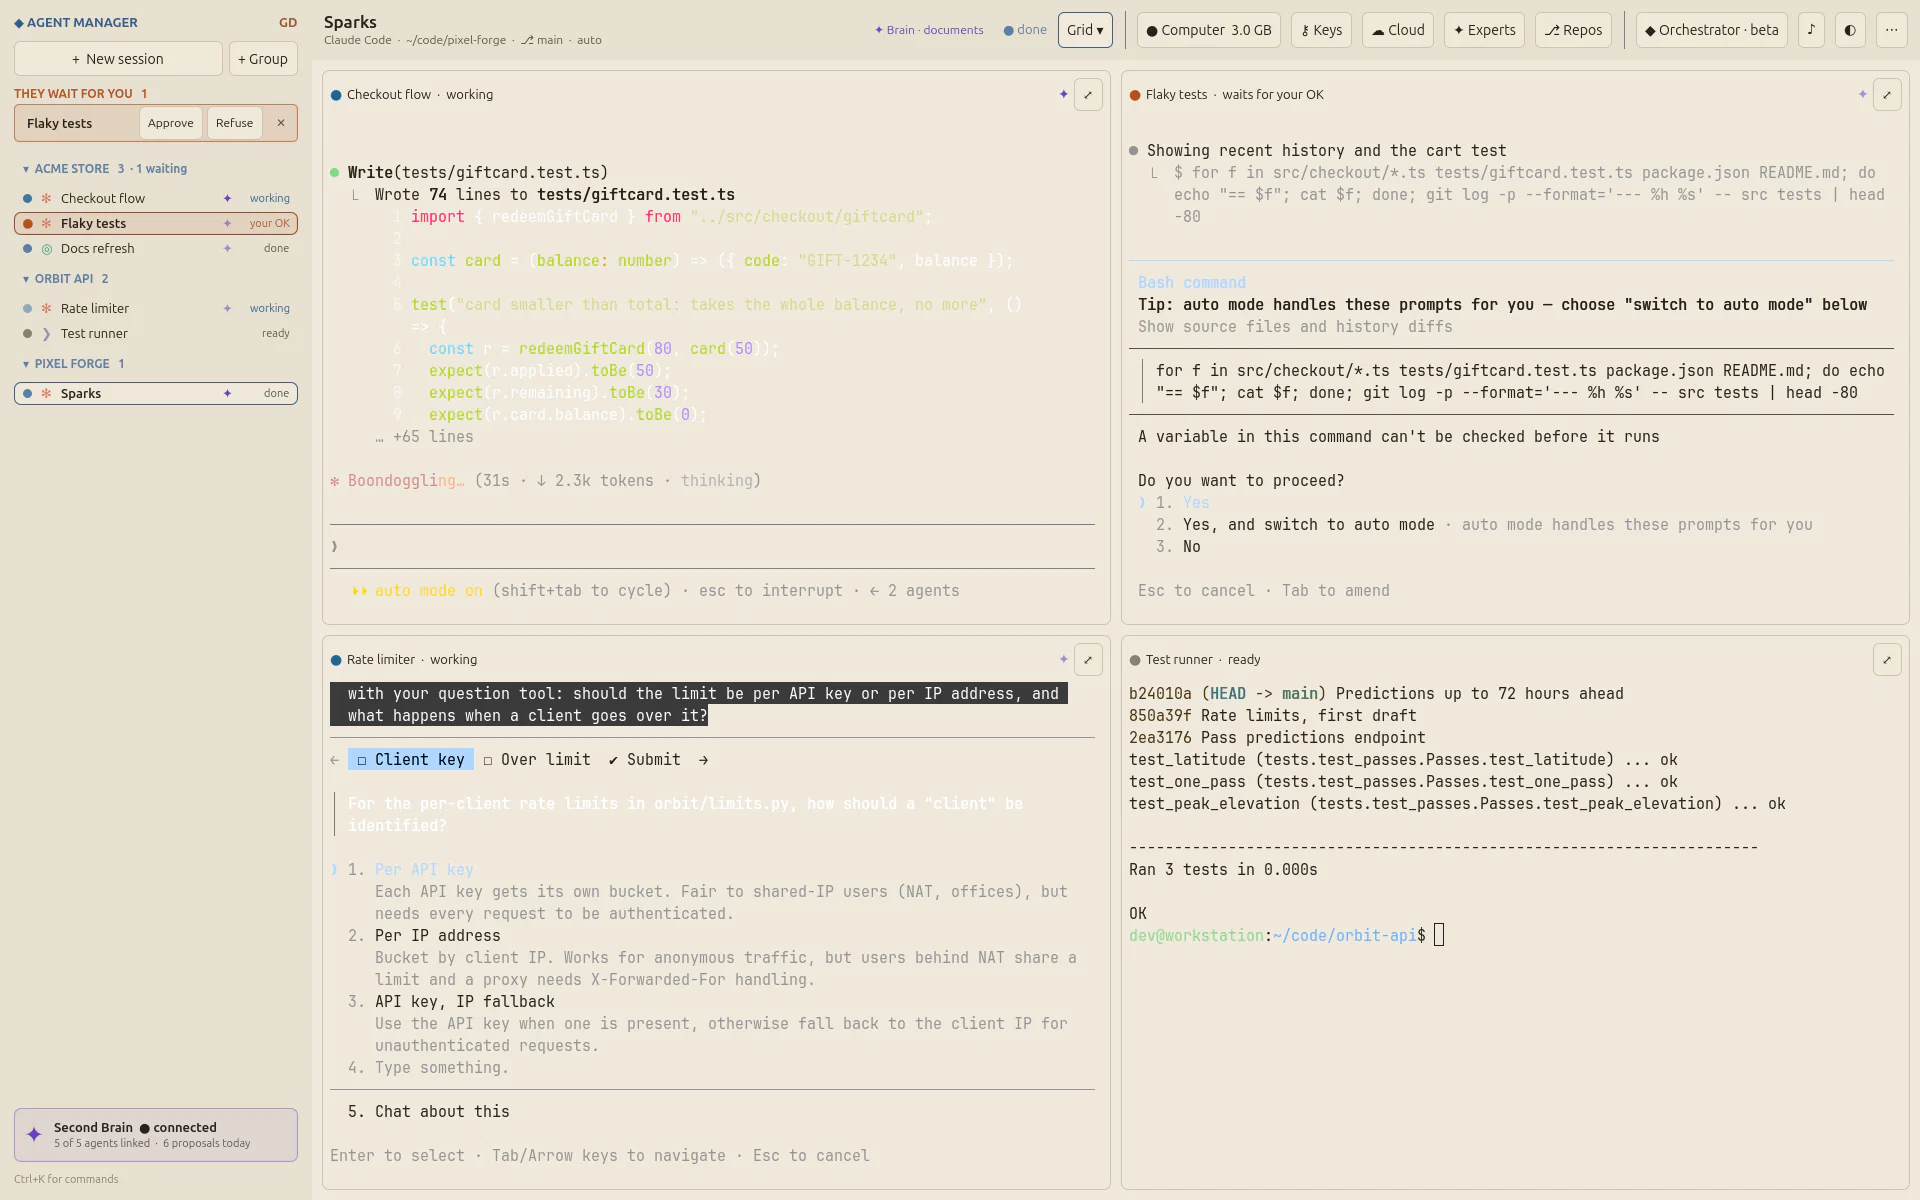 ◆ AGENT MANAGER GD
+ New session
+ Group
THEY WAIT FOR YOU 1
Flaky tests Approve Refuse ✕
▾ ACME STORE 3 · 1 waiting
✻ Checkout flow ✦ working
✻ Flaky tests ✦ your OK
◎ Docs refresh ✦ done
▾ ORBIT API 2
✻ Rate limiter ✦ working
❯ Test runner ready
▾ PIXEL FORGE 1
✻ Sparks ✦ done
✦ Second Brain ● connected
5 of 5 agents linked · 6 proposals today
Ctrl+K for commands
Sparks
Claude Code · ~/code/pixel-forge · ⎇ main · auto
✦ Brain · documents
● done
Grid ▾
● Computer 3.0 GB
⚷ Keys
☁ Cloud
✦ Experts
⎇ Repos
◆ Orchestrator · beta
♪
◐
⋯
● Checkout flow · working ✦ ⤢
● Write(tests/giftcard.test.ts)
⎿ Wrote 74 lines to tests/giftcard.test.ts
1 import { redeemGiftCard } from "../src/checkout/giftcard";
2
3 const card = (balance: number) => ({ code: "GIFT-1234", balance });
4
5 test("card smaller than total: takes the whole balance, no more", ()
=> {
6 const r = redeemGiftCard(80, card(50));
7 expect(r.applied).toBe(50);
8 expect(r.remaining).toBe(30);
9 expect(r.card.balance).toBe(0);
… +65 lines
✻ Boondoggling… (31s · ↓ 2.3k tokens · thinking)
❯
⏵⏵ auto mode on (shift+tab to cycle) · esc to interrupt · ← 2 agents
● Flaky tests · waits for your OK ✦ ⤢
● Showing recent history and the cart test
⎿ $ for f in src/checkout/*.ts tests/giftcard.test.ts package.json README.md; do
echo "== $f"; cat $f; done; git log -p --format='--- %h %s' -- src tests | head
-80
Bash command
Tip: auto mode handles these prompts for you — choose "switch to auto mode" below
Show source files and history diffs
for f in src/checkout/*.ts tests/giftcard.test.ts package.json README.md; do echo
"== $f"; cat $f; done; git log -p --format='--- %h %s' -- src tests | head -80
A variable in this command can't be checked before it runs
Do you want to proceed?
❯ 1. Yes
2. Yes, and switch to auto mode · auto mode handles these prompts for you
3. No
Esc to cancel · Tab to amend
● Rate limiter · working ✦ ⤢
with your question tool: should the limit be per API key or per IP address, and
what happens when a client goes over it?
← ☐ Client key ☐ Over limit ✔ Submit →
For the per-client rate limits in orbit/limits.py, how should a "client" be
identified?
❯ 1. Per API key
Each API key gets its own bucket. Fair to shared-IP users (NAT, offices), but
needs every request to be authenticated.
2. Per IP address
Bucket by client IP. Works for anonymous traffic, but users behind NAT share a
limit and a proxy needs X-Forwarded-For handling.
3. API key, IP fallback
Use the API key when one is present, otherwise fall back to the client IP for
unauthenticated requests.
4. Type something.
5. Chat about this
Enter to select · Tab/Arrow keys to navigate · Esc to cancel
● Test runner · ready ⤢
b24010a (HEAD -> main) Predictions up to 72 hours ahead
850a39f Rate limits, first draft
2ea3176 Pass predictions endpoint
test_latitude (tests.test_passes.Passes.test_latitude) ... ok
test_one_pass (tests.test_passes.Passes.test_one_pass) ... ok
test_peak_elevation (tests.test_passes.Passes.test_peak_elevation) ... ok
----------------------------------------------------------------------
Ran 3 tests in 0.000s
OK
dev@workstation:~/code/orbit-api$